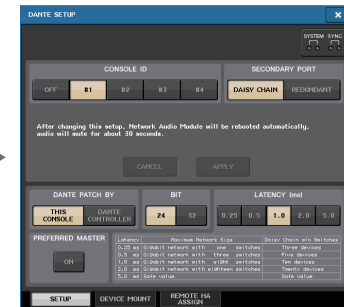 DANTE SETUP
SYSTEM SYNC
CONSOLE ID
SECONDARY PORT
OFF #1 #2 #3 #4 DAISY CHAIN REDUNDANT
After changing this setup, Network Audio Module will be rebooted automatically,
audio will mute for about 30 seconds.
CANCEL APPLY
DANTE PATCH BY
BIT
LATENCY (ms)
THIS CONSOLE
DANTE CONTROLLER
24 32 0.25 0.5 1.0 2.0 5.0
PREFERRED MASTER
ON
Latency Maximum Network Size Daisy Chain w/o Switches
0.25 ms Gigabit network with one switches Three devices
0.5 ms Gigabit network with three switches Five devices
1.0 ms Gigabit network with eight switches Ten devices
2.0 ms Gigabit network with eighteen switches Twenty devices
5.0 ms Safe value Safe value
SETUP DEVICE MOUNT REMOTE HA ASSIGN